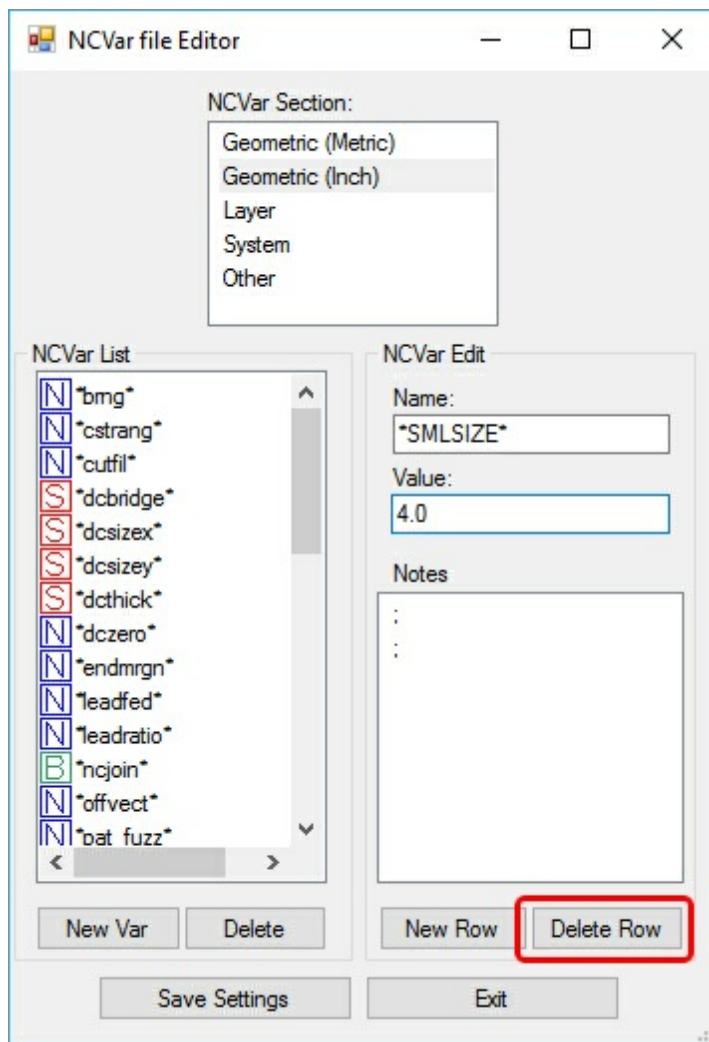 NCVar file Editor
NCVar Section:
Geometric (Metric)
Geometric (Inch)
Layer
System
Other
NCVar List
N *brng*
N *cstrang*
N *cutfil*
S *dcbridge*
S *dcsizex*
S *dcsizey*
S *dcthick*
N *dczero*
N *endmrgn*
N *leadfed*
N *leadratio*
B *ncjoin*
N *offvect*
N *pat_fuzz*
New Var
Delete
NCVar Edit
Name:
*SMLSIZE*
Value:
4.0
Notes
;
;
New Row
Delete Row
Save Settings
Exit